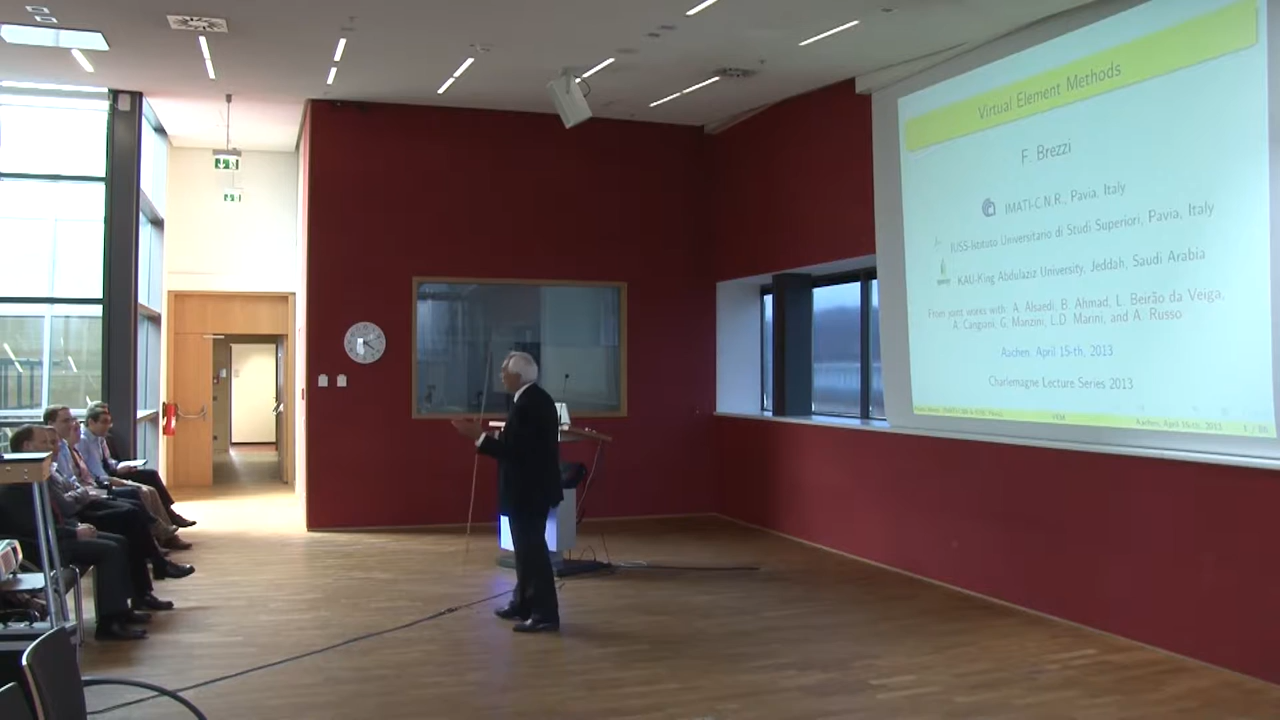 Virtual Element Methods
F. Brezzi
IMATI-C.N.R., Pavia, Italy
IUSS-Istituto Universitario di Studi Superiori, Pavia, Italy
KAU-King Abdulaziz University, Jeddah, Saudi Arabia
From joint works with: A. Alsaedi, B. Ahmad, L. Beirão da Veiga,
A. Cangiani, G. Manzini, L.D. Marini, and A. Russo
Aachen, April 15-th, 2013
Charlemagne Lecture Series 2013
VEM
Aachen, April 15-th, 2013
1 / 86